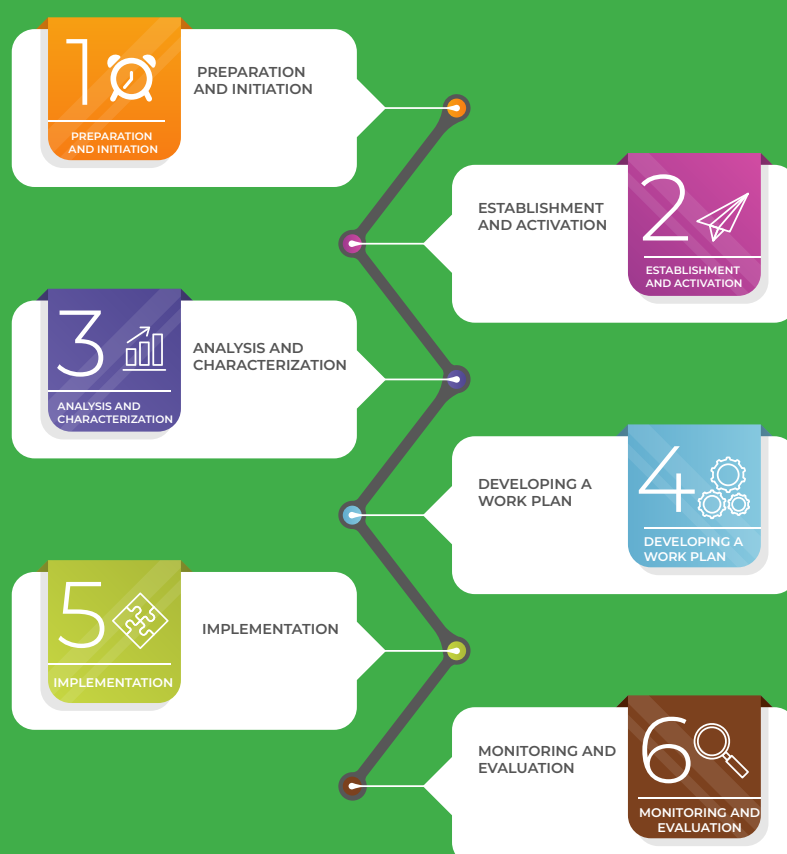 1
PREPARATION
AND INITIATION
PREPARATION
AND INITIATION
2
ESTABLISHMENT
AND ACTIVATION
ESTABLISHMENT
AND ACTIVATION
3
ANALYSIS AND
CHARACTERIZATION
ANALYSIS AND
CHARACTERIZATION
4
DEVELOPING A
WORK PLAN
DEVELOPING A
WORK PLAN
5
IMPLEMENTATION
IMPLEMENTATION
6
MONITORING AND
EVALUATION
MONITORING AND
EVALUATION